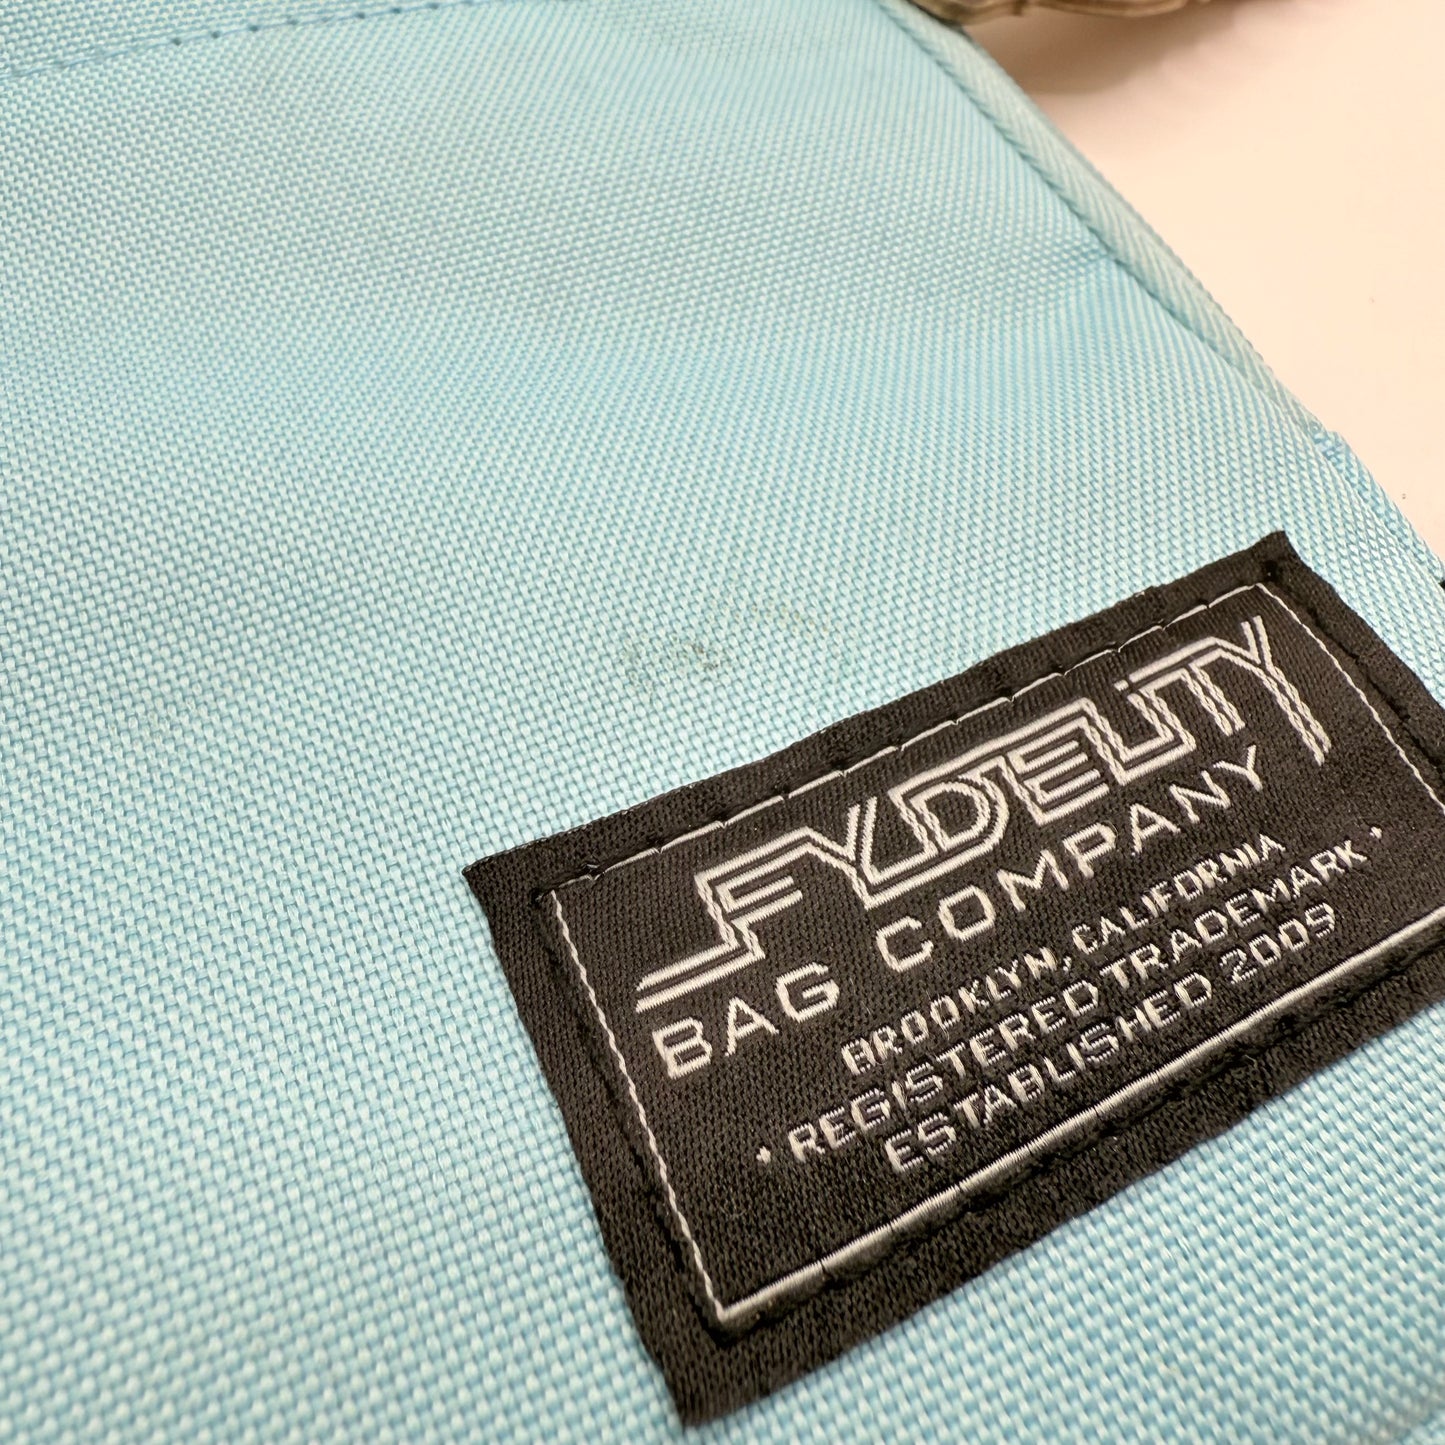 FYDELITY
BAG COMPANY
BROOKLYN, CALIFORNIA
• REGISTERED TRADEMARK •
ESTABLISHED 2009